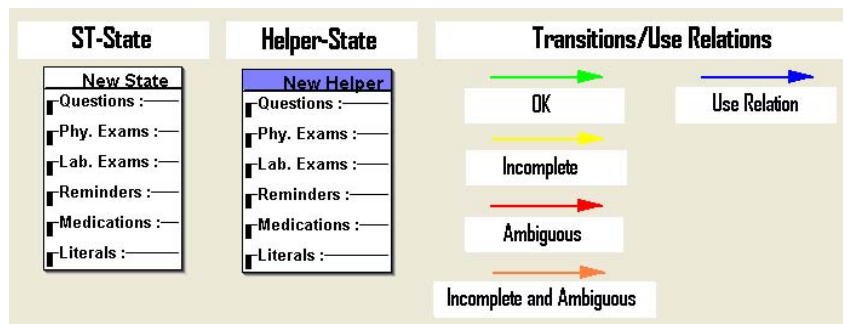 ST-State
Helper-State
Transitions/Use Relations
New State
Questions :
Phy. Exams :
Lab. Exams :
Reminders :
Medications :
Literals :
New Helper
Questions :
Phy. Exams :
Lab. Exams :
Reminders :
Medications :
Literals :
OK
Use Relation
Incomplete
Ambiguous
Incomplete and Ambiguous